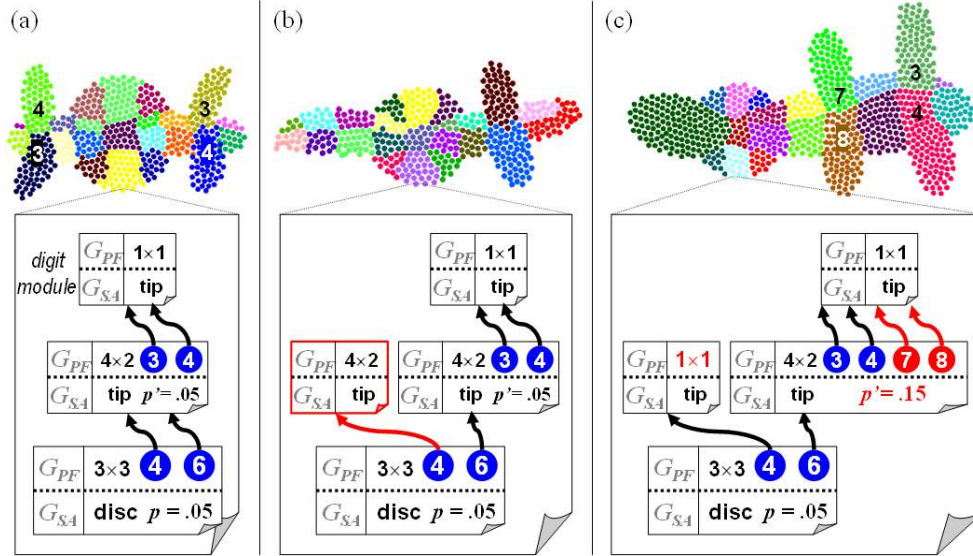 (a)
4
3
3
4
digit
module
G_PF 1×1
G_SA tip
G_PF 4×2 3 4
G_SA tip p'= .05
G_PF 3×3 4 6
G_SA disc p = .05
(b)
G_PF 1×1
G_SA tip
G_PF 4×2
G_SA tip
G_PF 4×2 3 4
G_SA tip p'= .05
G_PF 3×3 4 6
G_SA disc p = .05
(c)
3
7
4
8
G_PF 1×1
G_SA tip
G_PF 1×1
G_SA tip
G_PF 4×2 3 4 7 8
G_SA tip p'= .15
G_PF 3×3 4 6
G_SA disc p = .05